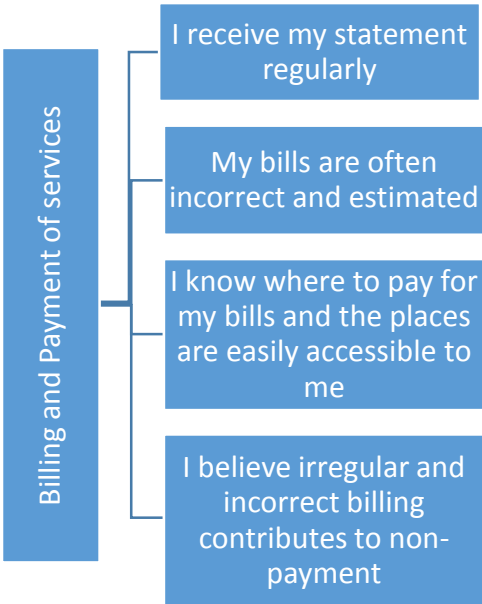 Billing and Payment of services
I receive my statement
regularly
My bills are often
incorrect and estimated
I know where to pay for
my bills and the places
are easily accessible to
me
I believe irregular and
incorrect billing
contributes to non-
payment